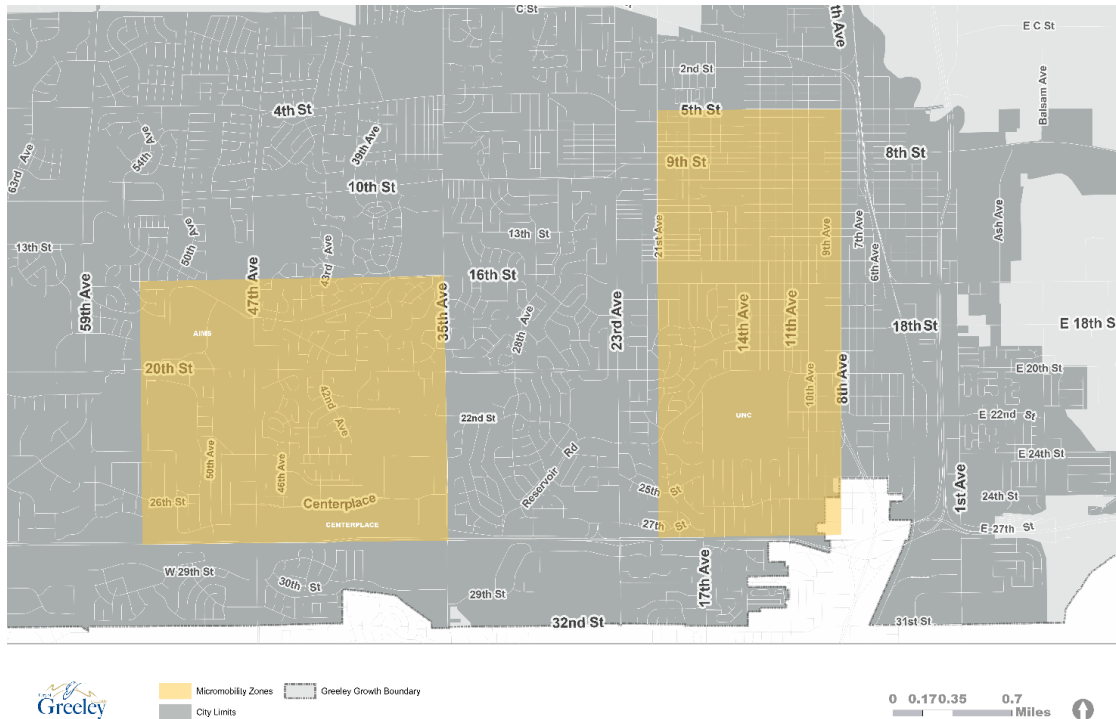 C St
th Ave
E C St
2nd St
Balsam Ave
4th St
5th St
39th Ave
54th Ave
63rd Ave
9th St
8th St
10th St
50th Ave
13th St
13th St
43rd Ave
21st Ave
9th Ave
7th Ave
6th Ave
Ash Ave
59th Ave
47th Ave
16th St
35th Ave
28th Ave
23rd Ave
14th Ave
11th Ave
18th St
E 18th S
AIMS
20th St
42nd Ave
10th Ave
8th Ave
E 20th St
22nd St
UNC
E 22nd St
50th Ave
46th Ave
Reservoir Rd
E 24th St
1st Ave
26th St
Centerplace
25th St
24th St
CENTERPLACE
27th St
E 27th St
W 29th St
30th St
29th St
17th Ave
32nd St
31st St
Greeley
Micromobility Zones
Greeley Growth Boundary
City Limits
0 0.17 0.35 0.7
Miles